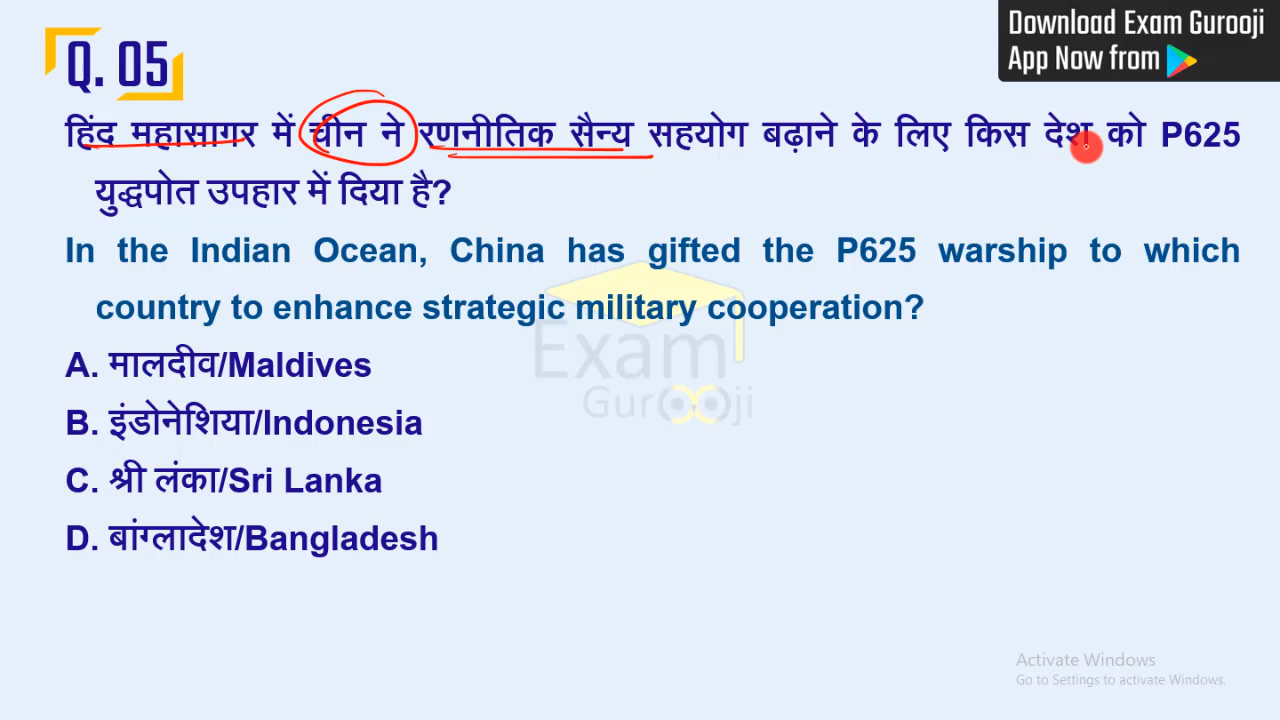 Download Exam Gurooji
App Now from
Q. 05
हिंद महासागर में चीन ने रणनीतिक सैन्य सहयोग बढ़ाने के लिए किस देश को P625
युद्धपोत उपहार में दिया है?
In the Indian Ocean, China has gifted the P625 warship to which
country to enhance strategic military cooperation?
Exam
Gurooji
A. मालदीव/Maldives
B. इंडोनेशिया/Indonesia
C. श्री लंका/Sri Lanka
D. बांग्लादेश/Bangladesh
Activate Windows
Go to Settings to activate Windows.